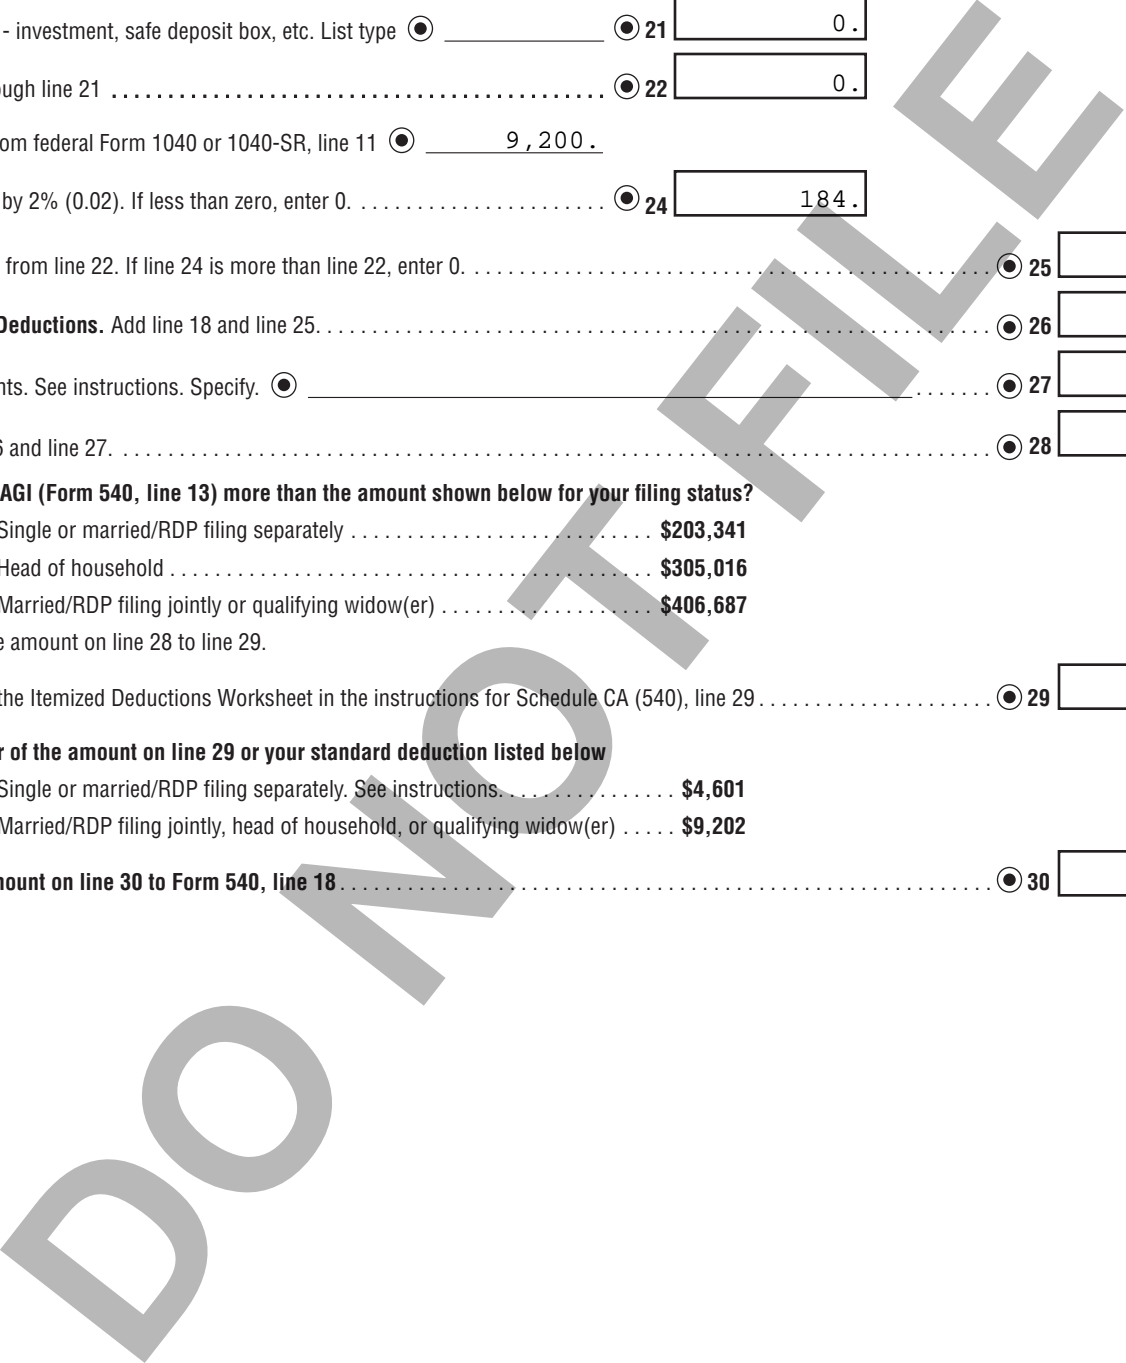 - investment, safe deposit box, etc. List type 21 0.
ough line 21 22 0.
om federal Form 1040 or 1040-SR, line 11 9,200.
by 2% (0.02). If less than zero, enter 0. 24 184.
from line 22. If line 24 is more than line 22, enter 0. 25
Deductions. Add line 18 and line 25. 26
nts. See instructions. Specify. 27
6 and line 27. 28
AGI (Form 540, line 13) more than the amount shown below for your filing status?
Single or married/RDP filing separately $203,341
Head of household $305,016
Married/RDP filing jointly or qualifying widow(er) $406,687
e amount on line 28 to line 29.
the Itemized Deductions Worksheet in the instructions for Schedule CA (540), line 29 29
r of the amount on line 29 or your standard deduction listed below
Single or married/RDP filing separately. See instructions. $4,601
Married/RDP filing jointly, head of household, or qualifying widow(er) $9,202
mount on line 30 to Form 540, line 18 30
DO NOT FILE